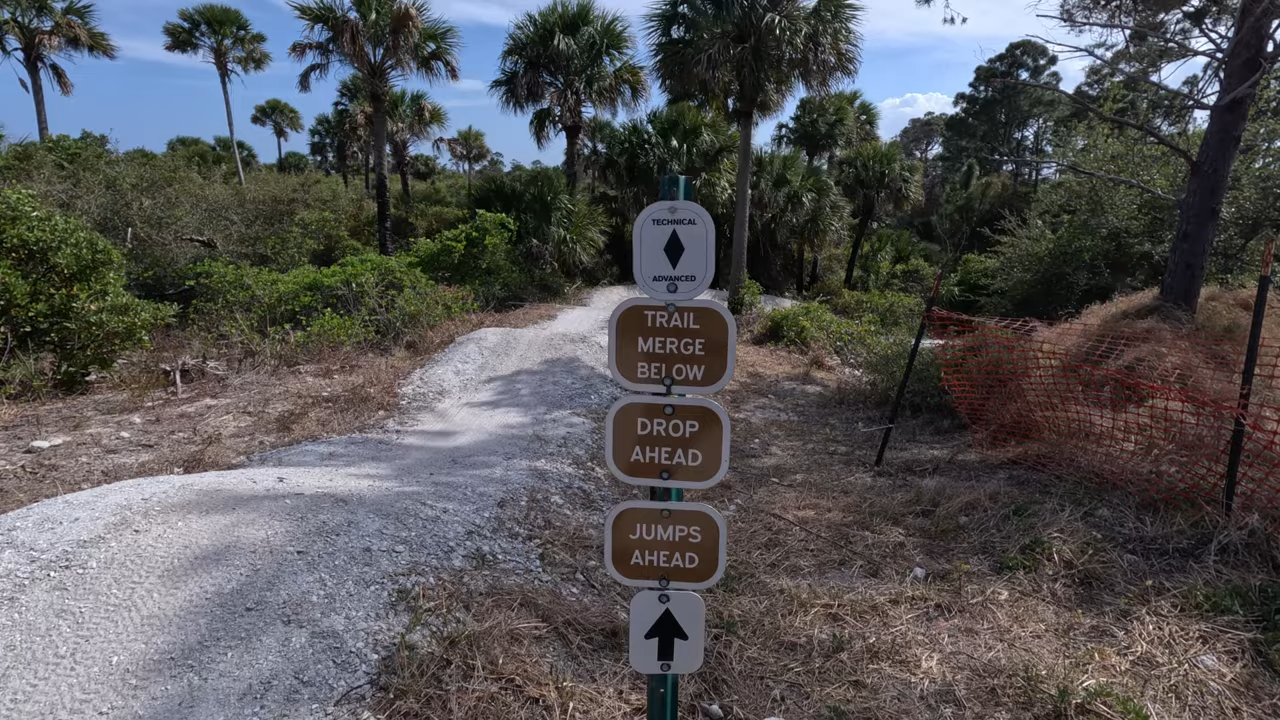 TECHNICAL
ADVANCED
TRAIL
MERGE
BELOW
DROP
AHEAD
JUMPS
AHEAD